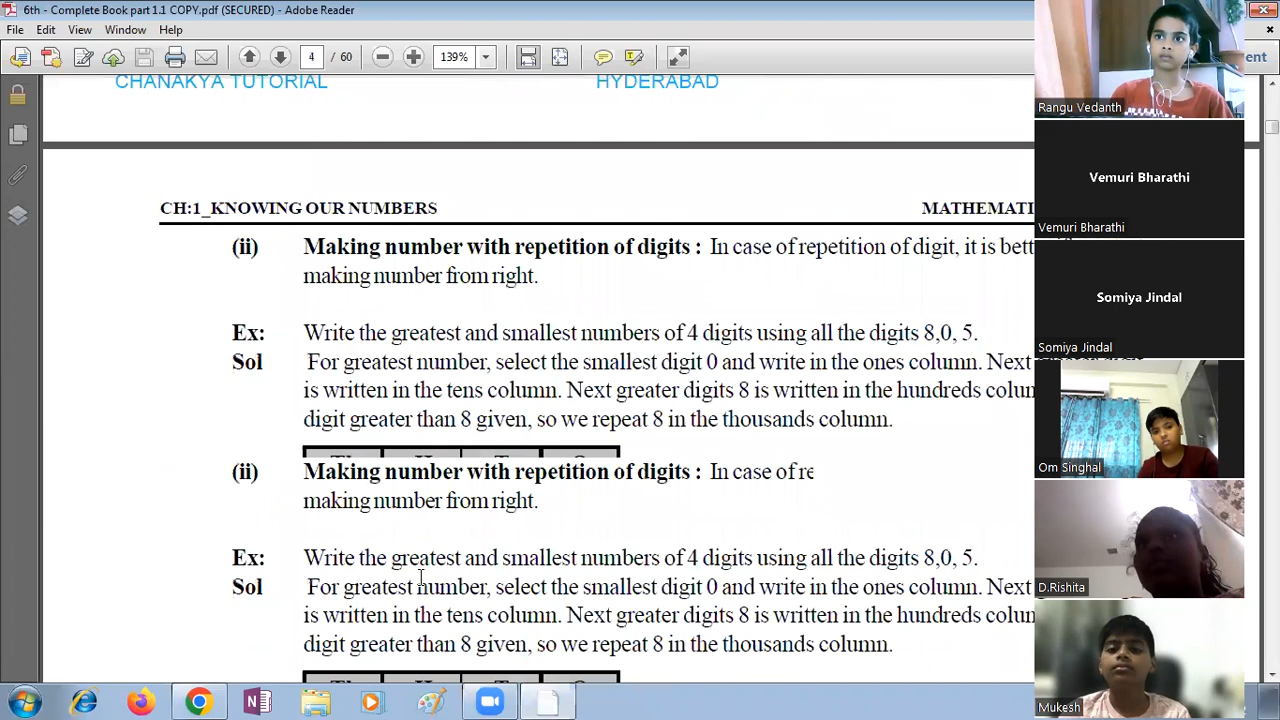 6th - Complete Book part 1.1 COPY.pdf (SECURED) - Adobe Reader
File Edit View Window Help
4 / 60 139%
CHANAKYA TUTORIAL HYDERABAD
CH:1_KNOWING OUR NUMBERS MATHEMATI
(ii) Making number with repetition of digits : In case of repetition of digit, it is bett
making number from right.
Ex: Write the greatest and smallest numbers of 4 digits using all the digits 8,0, 5.
Sol For greatest number, select the smallest digit 0 and write in the ones column. Next
is written in the tens column. Next greater digits 8 is written in the hundreds colu
digit greater than 8 given, so we repeat 8 in the thousands column.
(ii) Making number with repetition of digits : In case of re
making number from right.
Ex: Write the greatest and smallest numbers of 4 digits using all the digits 8,0, 5.
Sol For greatest number, select the smallest digit 0 and write in the ones column. Next
is written in the tens column. Next greater digits 8 is written in the hundreds colu
digit greater than 8 given, so we repeat 8 in the thousands column.
ent
Rangu Vedanth
Vemuri Bharathi
Vemuri Bharathi
Somiya Jindal
Somiya Jindal
Om Singhal
D.Rishita
Mukesh